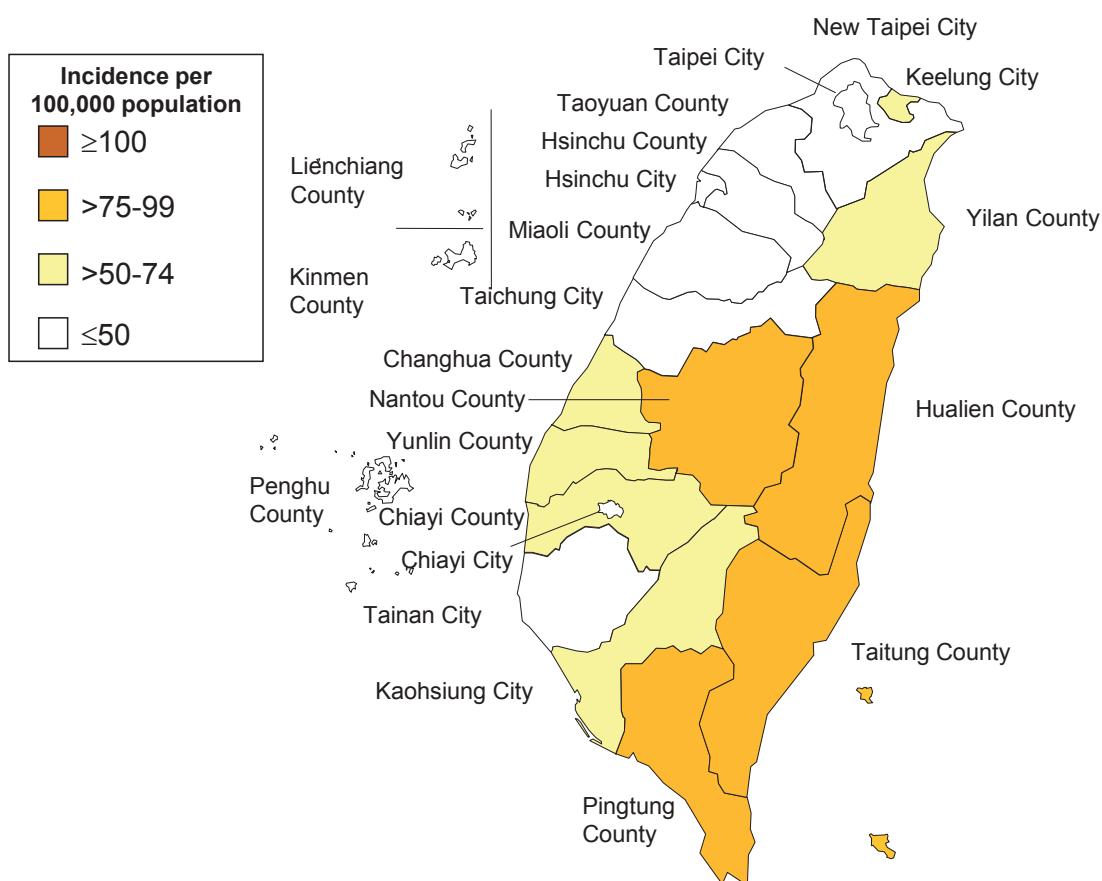 Incidence per
100,000 population
≥100
>75-99
>50-74
≤50
New Taipei City
Taipei City
Keelung City
Taoyuan County
Hsinchu County
Hsinchu City
Lienchiang
County
Yilan County
Miaoli County
Kinmen
County
Taichung City
Changhua County
Nantou County
Hualien County
Yunlin County
Penghu
County
Chiayi County
Chiayi City
Tainan City
Taitung County
Kaohsiung City
Pingtung
County